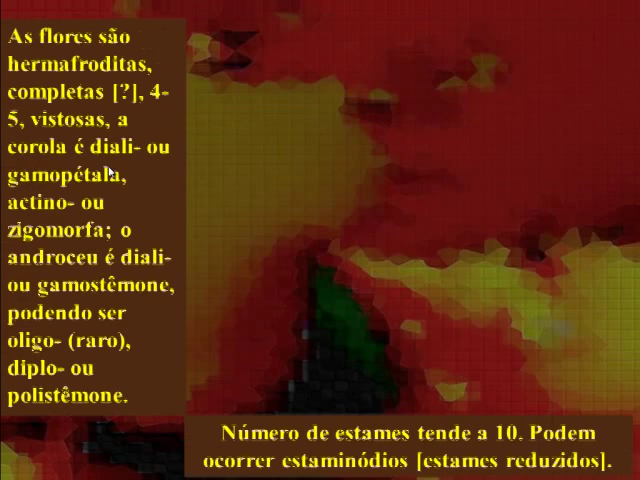 As flores são
hermafroditas,
completas [?], 4-
5, vistosas, a
corola é diali- ou
gamopétala,
actino- ou
zigomorfa; o
androceu é diali-
ou gamostêmone,
podendo ser
oligo- (raro),
diplo- ou
polistêmone.
Número de estames tende a 10. Podem
ocorrer estaminódios [estames reduzidos].